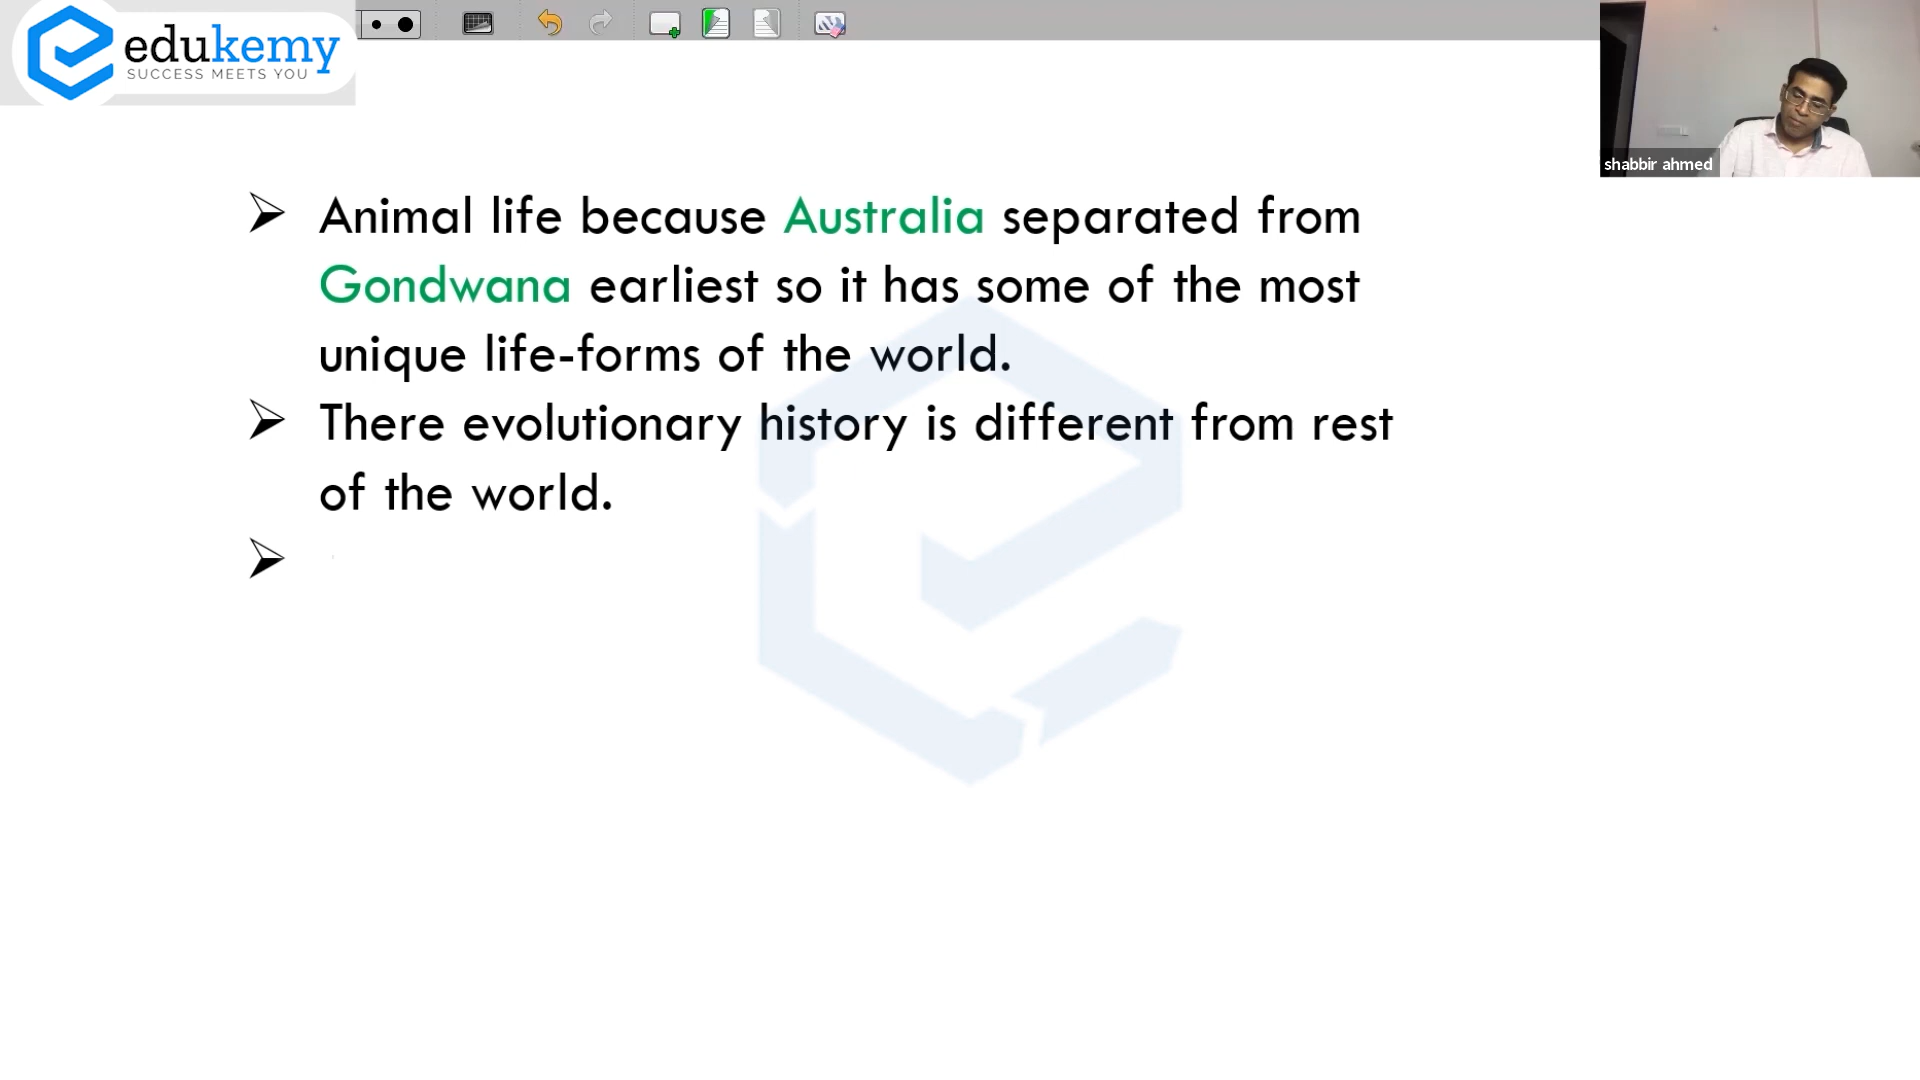 edukemy
SUCCESS MEETS YOU
shabbir ahmed
Animal life because Australia separated from
Gondwana earliest so it has some of the most
unique life-forms of the world.
There evolutionary history is different from rest
of the world.